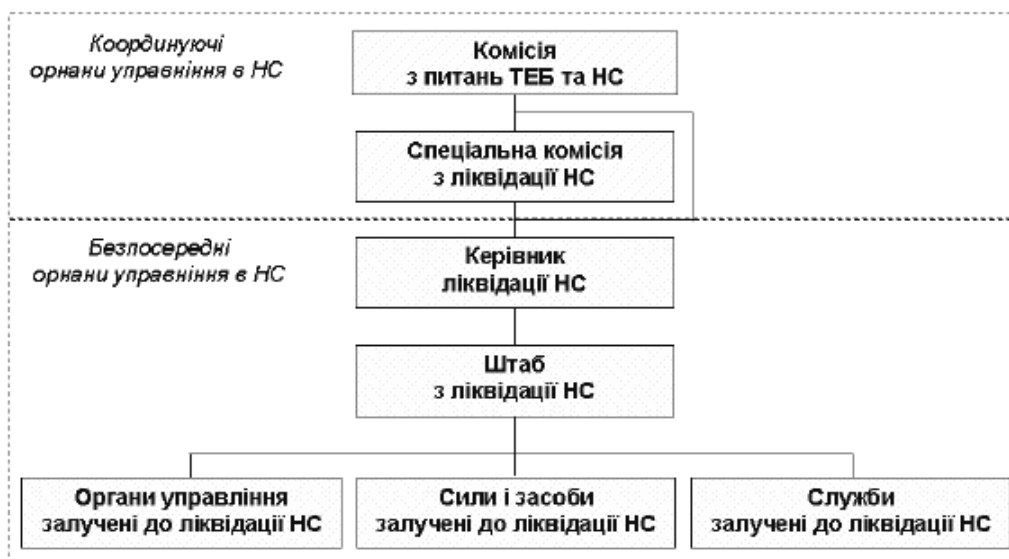 Координуючі
орнани управніння в НС
Комісія
з питань ТЕБ та НС
Спеціальна комісія
з ліквідації НС
Безпосередні
орнани управніння в НС
Керівник
ліквідації НС
Штаб
з ліквідації НС
Органи управління
залучені до ліквідації НС
Сили і засоби
залучені до ліквідації НС
Служби
залучені до ліквідації НС